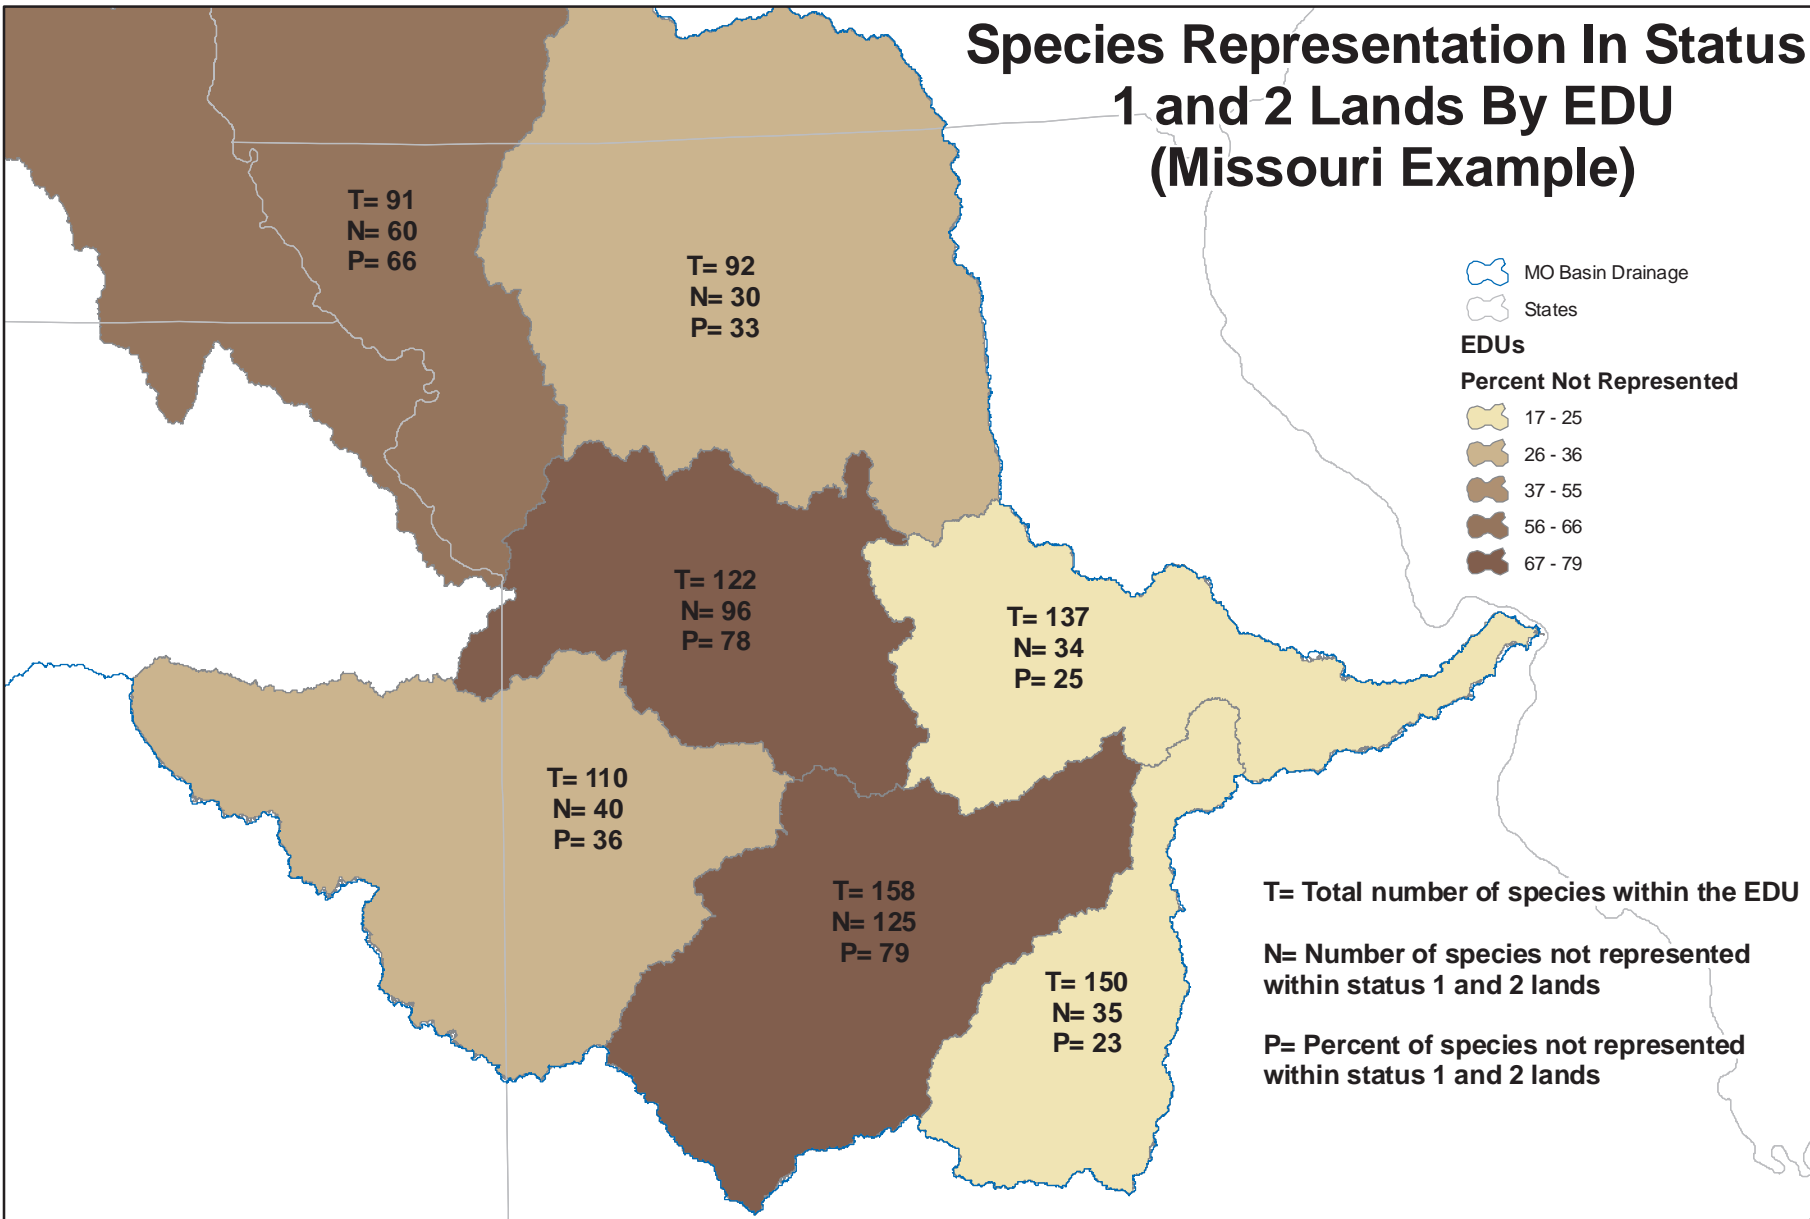 Species Representation In Status
1 and 2 Lands By EDU
(Missouri Example)
T= 91
N= 60
P= 66
T= 92
N= 30
P= 33
MO Basin Drainage
States
EDUs
Percent Not Represented
17 - 25
26 - 36
37 - 55
56 - 66
67 - 79
T= 122
N= 96
P= 78
T= 137
N= 34
P= 25
T= 110
N= 40
P= 36
T= 158
N= 125
P= 79
T= 150
N= 35
P= 23
T= Total number of species within the EDU
N= Number of species not represented
within status 1 and 2 lands
P= Percent of species not represented
within status 1 and 2 lands